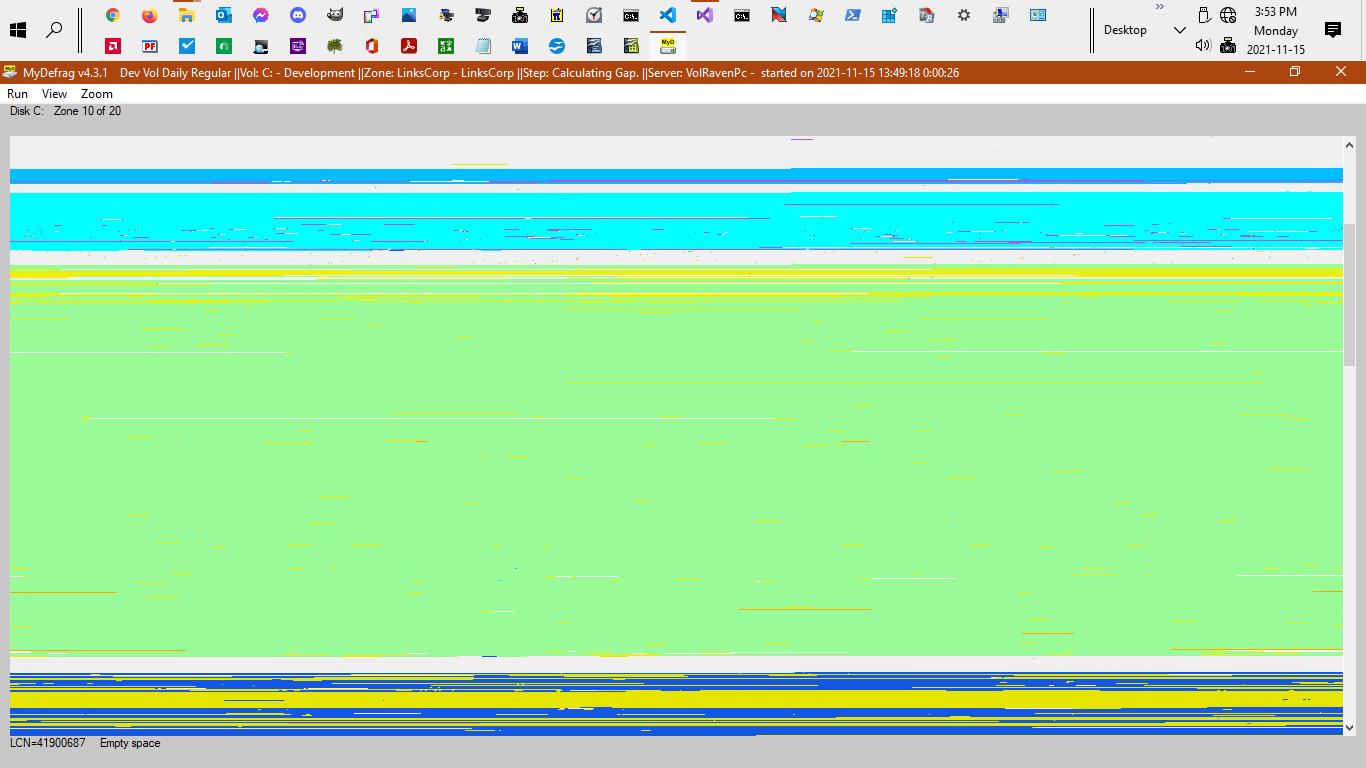 3:53 PM
Desktop
Monday
2021-11-15
MyDefrag v4.3.1 Dev Vol Daily Regular ||Vol: C: - Development ||Zone: LinksCorp - LinksCorp ||Step: Calculating Gap. ||Server: VolRavenPc - started on 2021-11-15 13:49:18 0:00:26
Run View Zoom
Disk C: Zone 10 of 20
LCN=41900687 Empty space